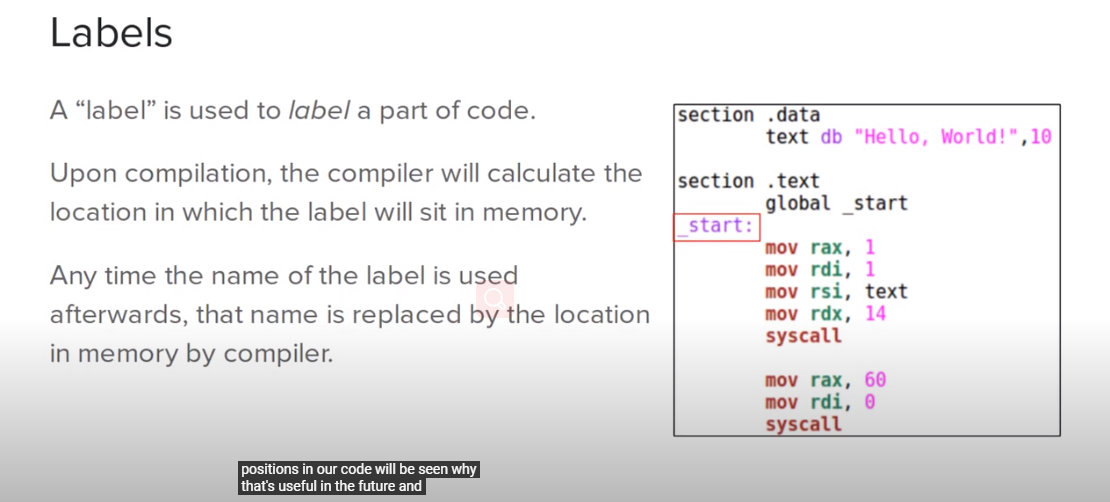 Labels
A “label” is used to label a part of code.
Upon compilation, the compiler will calculate the
location in which the label will sit in memory.
Any time the name of the label is used
afterwards, that name is replaced by the location
in memory by compiler.
section .data
text db "Hello, World!",10
section .text
global _start
_start:
mov rax, 1
mov rdi, 1
mov rsi, text
mov rdx, 14
syscall
mov rax, 60
mov rdi, 0
syscall
positions in our code will be seen why
that's useful in the future and